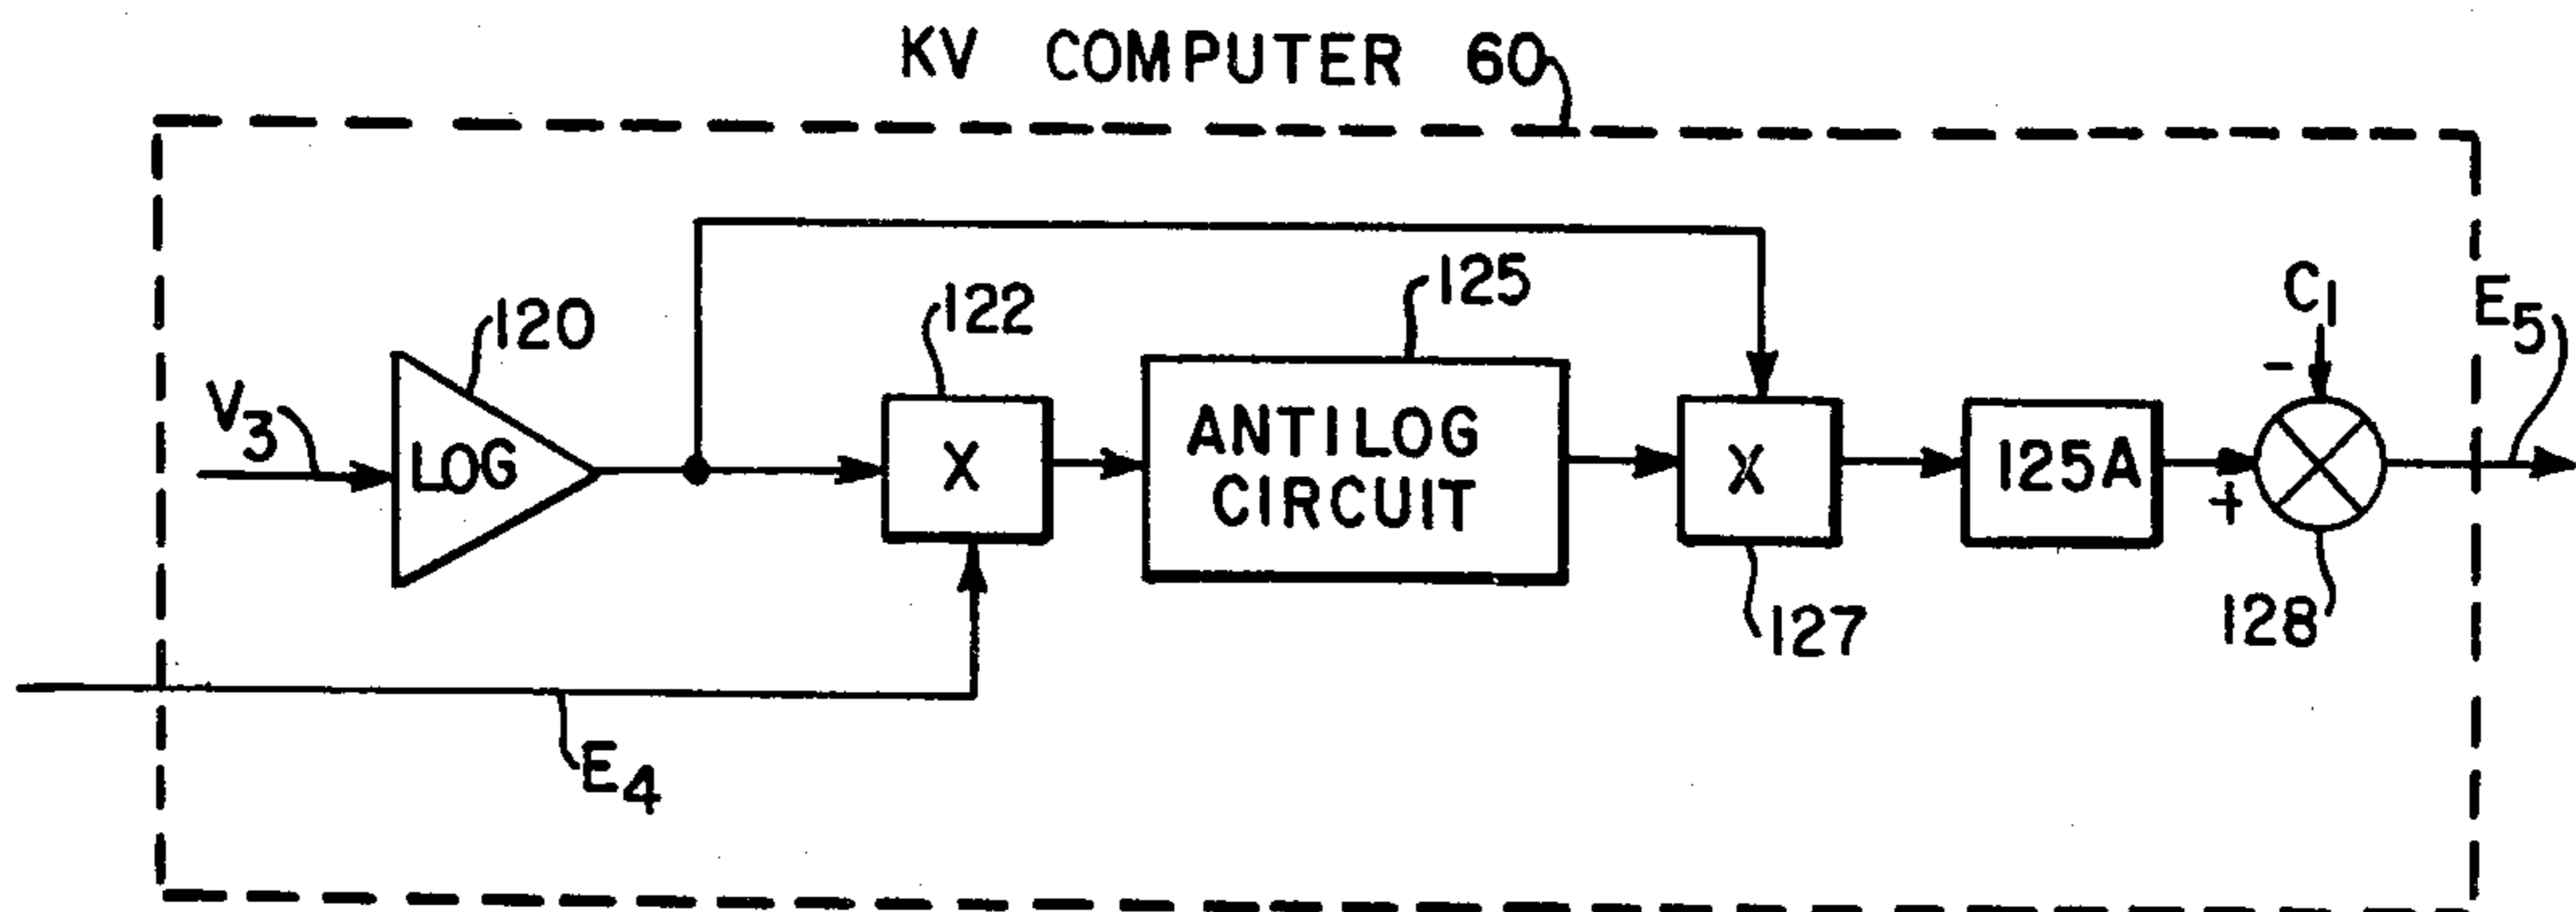 KV COMPUTER 60
120
V3
LOG
122
X
125
ANTILOG
CIRCUIT
X
127
125A
C1
-
+
128
E5
E4